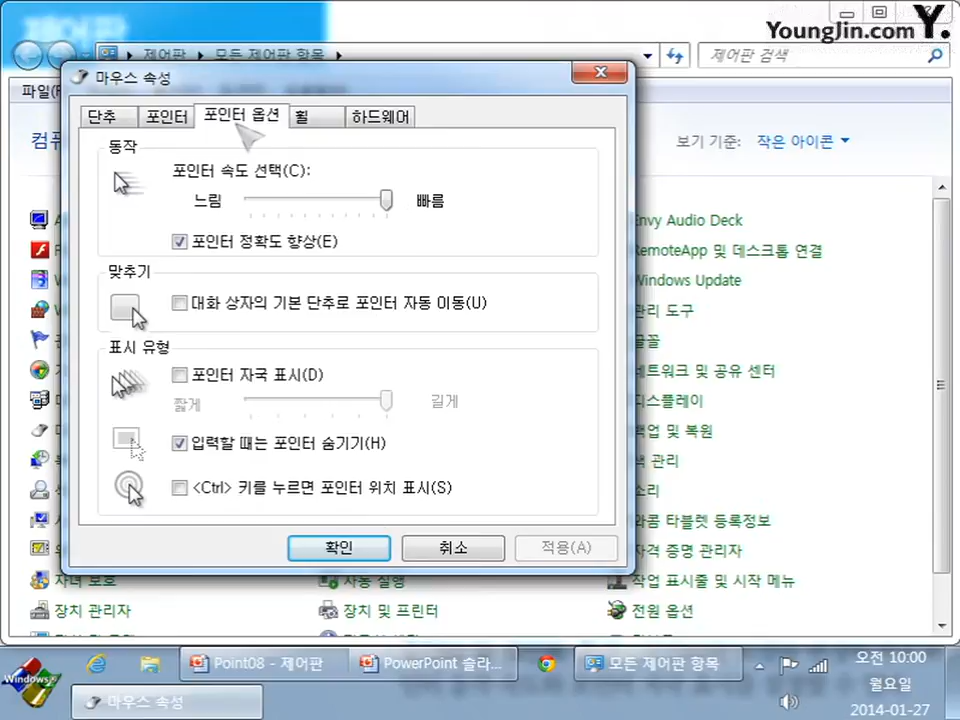 YoungJin.com Y.
제어판 모든 제어판 항목
제어판 검색
마우스 속성
보기 기준: 작은 아이콘
단추 포인터 포인터 옵션 휠 하드웨어
동작
포인터 속도 선택(C):
느림 빠름
포인터 정확도 향상(E)
맞추기
대화 상자의 기본 단추로 포인터 자동 이동(U)
표시 유형
포인터 자국 표시(D)
짧게 길게
입력할 때는 포인터 숨기기(H)
<Ctrl> 키를 누르면 포인터 위치 표시(S)
확인 취소 적용(A)
Envy Audio Deck
RemoteApp 및 데스크톱 연결
Windows Update
관리 도구
글꼴
네트워크 및 공유 센터
디스플레이
백업 및 복원
색 관리
소리
와콤 타블렛 등록정보
자격 증명 관리자
자녀 보호 자동 실행 작업 표시줄 및 시작 메뉴
장치 관리자 장치 및 프린터 전원 옵션
Windows
Point08 - 제어판
PowerPoint 슬라...
모든 제어판 항목
마우스 속성
오전 10:00
월요일
2014-01-27